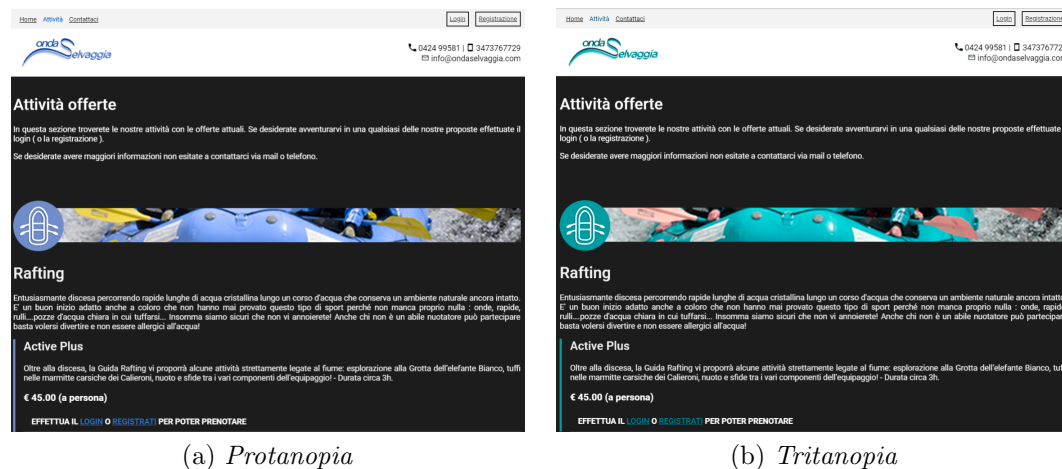 Home Attività Contattaci Login Registrazione
onda Selvaggia
0424 99581 | 3473767729
info@ondaselvaggia.com
Attività offerte
In questa sezione troverete le nostre attività con le offerte attuali. Se desiderate avventurarvi in una qualsiasi delle nostre proposte effettuate il
login ( o la registrazione ).
Se desiderate avere maggiori informazioni non esitate a contattarci via mail o telefono.
Rafting
Entusiasmante discesa percorrendo rapide lunghe di acqua cristallina lungo un corso d'acqua che conserva un ambiente naturale ancora intatto.
E' un buon inizio adatto anche a coloro che non hanno mai provato questo tipo di sport perché non manca proprio nulla : onde, rapide,
rulli....pozze d'acqua chiara in cui tuffarsi... Insomma siamo sicuri che non vi annoierete! Anche chi non è un abile nuotatore può partecipare
basta volersi divertire e non essere allergici all'acqua!
Active Plus
Oltre alla discesa, la Guida Rafting vi proporrà alcune attività strettamente legate al fiume: esplorazione alla Grotta dell'elefante Bianco, tuffi
nelle marmitte carsiche dei Calieroni, nuoto e sfide tra i vari componenti dell'equipaggio! - Durata circa 3h.
€ 45.00 (a persona)
EFFETTUA IL LOGIN O REGISTRATI PER POTER PRENOTARE
(a) Protanopia
Home Attività Contattaci Login Registrazione
onda Selvaggia
0424 99581 | 347376772
info@ondaselvaggia.com
Attività offerte
In questa sezione troverete le nostre attività con le offerte attuali. Se desiderate avventurarvi in una qualsiasi delle nostre proposte effettuate
login ( o la registrazione ).
Se desiderate avere maggiori informazioni non esitate a contattarci via mail o telefono.
Rafting
Entusiasmante discesa percorrendo rapide lunghe di acqua cristallina lungo un corso d'acqua che conserva un ambiente naturale ancora intatto
E' un buon inizio adatto anche a coloro che non hanno mai provato questo tipo di sport perché non manca proprio nulla : onde, rapide
rulli....pozze d'acqua chiara in cui tuffarsi... Insomma siamo sicuri che non vi annoierete! Anche chi non è un abile nuotatore può partecipar
basta volersi divertire e non essere allergici all'acqua!
Active Plus
Oltre alla discesa, la Guida Rafting vi proporrà alcune attività strettamente legate al fiume: esplorazione alla Grotta dell'elefante Bianco, tuf
nelle marmitte carsiche dei Calieroni, nuoto e sfide tra i vari componenti dell'equipaggio! - Durata circa 3h.
€ 45.00 (a persona)
EFFETTUA IL LOGIN O REGISTRATI PER POTER PRENOTARE
(b) Tritanopia